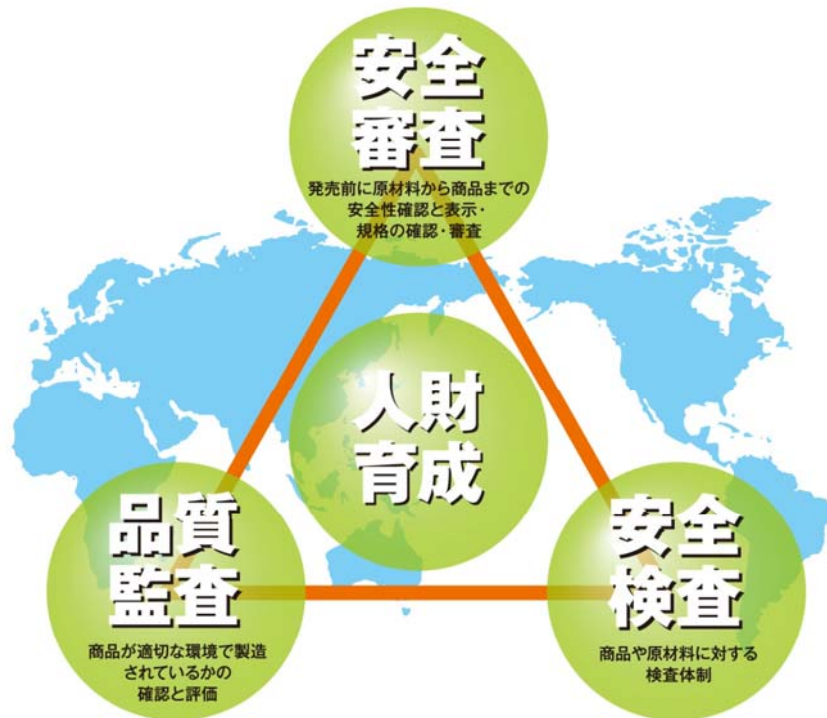 安全
審査
発売前に原材料から商品までの
安全性確認と表示・
規格の確認・審査
人財
育成
品質
監査
商品が適切な環境で製造
されているかの
確認と評価
安全
検査
商品や原材料に対する
検査体制